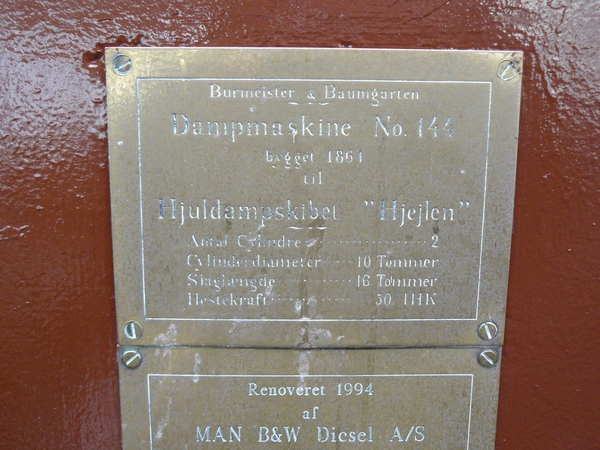 Burmeister & Baumgarten
Dampmaskine No. 144
bygget 1861
til
Hjuldampskibet "Hjejlen"
Antal Cylindre 2
Cylinderdiameter 10 Tommer
Slaglængde 16 Tommer
Hestekraft 30 IHK
Renoveret 1994
af
MAN B&W Diesel A/S